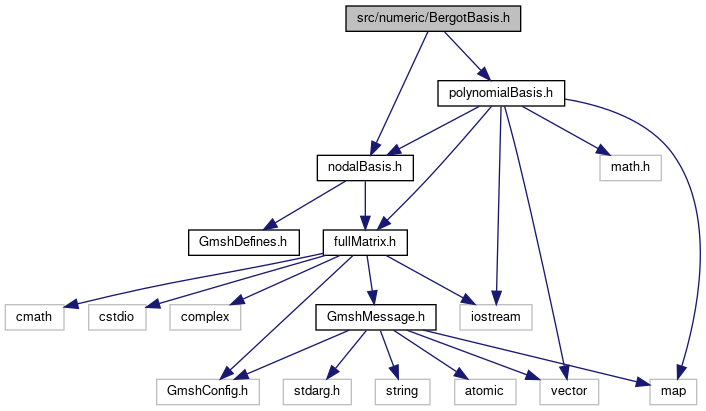 src/numeric/BergotBasis.h
polynomialBasis.h
nodalBasis.h
math.h
GmshDefines.h
fullMatrix.h
cmath
cstdio
complex
GmshMessage.h
iostream
GmshConfig.h
stdarg.h
string
atomic
vector
map